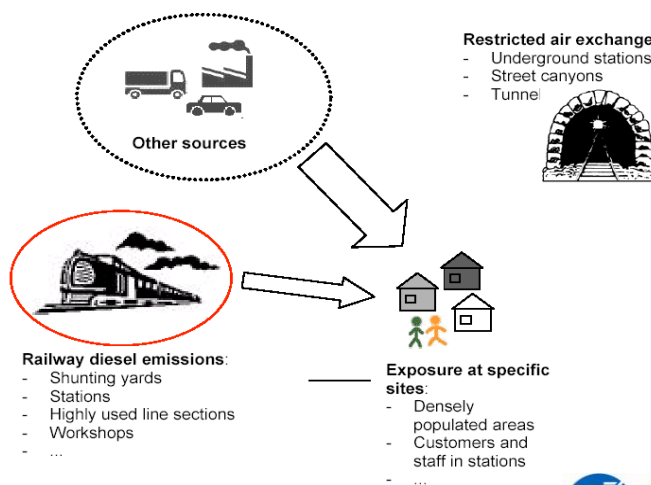 Restricted air exchange
- Underground stations
- Street canyons
- Tunnel
Other sources
Railway diesel emissions:
- Shunting yards
- Stations
- Highly used line sections
- Workshops
- ...
Exposure at specific
sites:
- Densely
populated areas
- Customers and
staff in stations
- ...